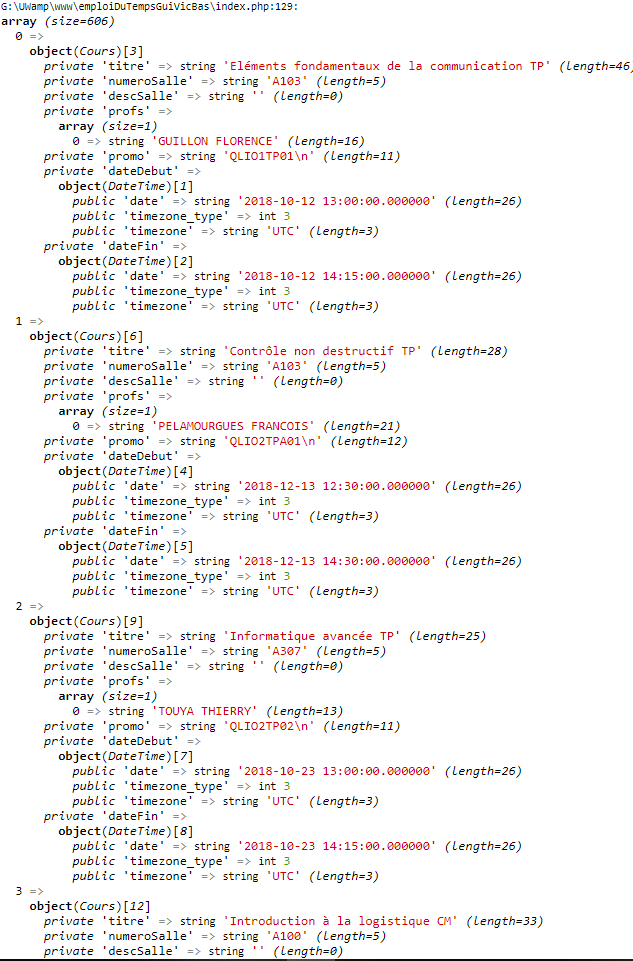 G:\UWamp\www\emploiDuTempsGuiVicBas\index.php:129:
array (size=606)
0 =>
object(Cours)[3]
private 'titre' => string 'Eléments fondamentaux de la communication TP' (length=46)
private 'numeroSalle' => string 'A103' (length=5)
private 'descSalle' => string '' (length=0)
private 'profs' =>
array (size=1)
0 => string 'GUILLON FLORENCE' (length=16)
private 'promo' => string 'QLIO1TP01\n' (length=11)
private 'dateDebut' =>
object(DateTime)[1]
public 'date' => string '2018-10-12 13:00:00.000000' (length=26)
public 'timezone_type' => int 3
public 'timezone' => string 'UTC' (length=3)
private 'dateFin' =>
object(DateTime)[2]
public 'date' => string '2018-10-12 14:15:00.000000' (length=26)
public 'timezone_type' => int 3
public 'timezone' => string 'UTC' (length=3)
1 =>
object(Cours)[6]
private 'titre' => string 'Contrôle non destructif TP' (length=28)
private 'numeroSalle' => string 'A103' (length=5)
private 'descSalle' => string '' (length=0)
private 'profs' =>
array (size=1)
0 => string 'PELAMOURGUES FRANCOIS' (length=21)
private 'promo' => string 'QLIO2TPA01\n' (length=12)
private 'dateDebut' =>
object(DateTime)[4]
public 'date' => string '2018-12-13 12:30:00.000000' (length=26)
public 'timezone_type' => int 3
public 'timezone' => string 'UTC' (length=3)
private 'dateFin' =>
object(DateTime)[5]
public 'date' => string '2018-12-13 14:30:00.000000' (length=26)
public 'timezone_type' => int 3
public 'timezone' => string 'UTC' (length=3)
2 =>
object(Cours)[9]
private 'titre' => string 'Informatique avancée TP' (length=25)
private 'numeroSalle' => string 'A307' (length=5)
private 'descSalle' => string '' (length=0)
private 'profs' =>
array (size=1)
0 => string 'TOUYA THIERRY' (length=13)
private 'promo' => string 'QLIO2TP02\n' (length=11)
private 'dateDebut' =>
object(DateTime)[7]
public 'date' => string '2018-10-23 13:00:00.000000' (length=26)
public 'timezone_type' => int 3
public 'timezone' => string 'UTC' (length=3)
private 'dateFin' =>
object(DateTime)[8]
public 'date' => string '2018-10-23 14:15:00.000000' (length=26)
public 'timezone_type' => int 3
public 'timezone' => string 'UTC' (length=3)
3 =>
object(Cours)[12]
private 'titre' => string 'Introduction à la logistique CM' (length=33)
private 'numeroSalle' => string 'A100' (length=5)
private 'descSalle' => string '' (length=0)